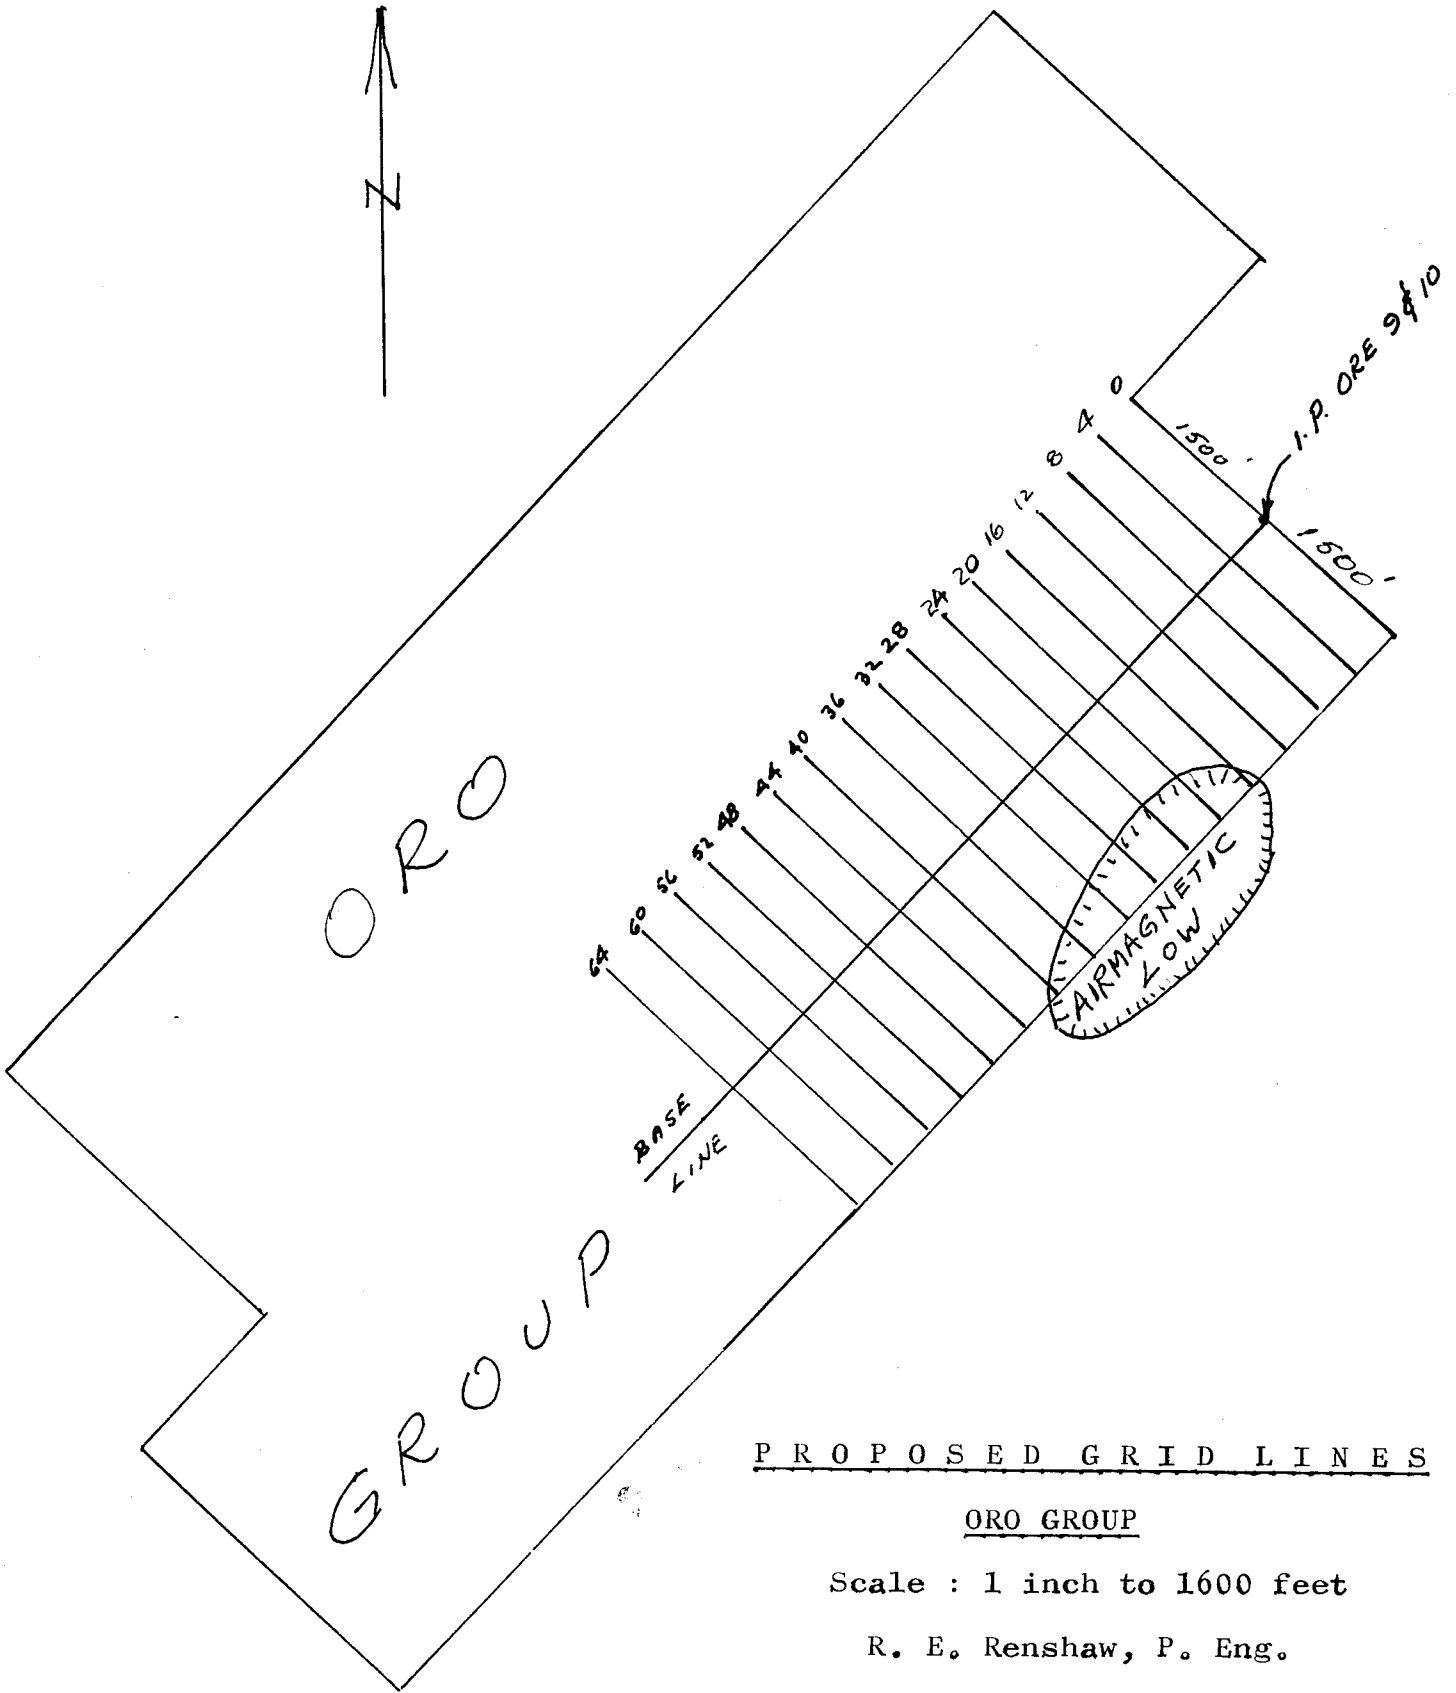 N
I.P. ORE 9 & 10
1500'
1500'
0
4
8
12
16
20
24
28
32
36
40
44
48
52
56
60
64
ORO
GROUP
BASE
LINE
AIRMAGNETIC
LOW
PROPOSED GRID LINES
ORO GROUP
Scale : 1 inch to 1600 feet
R. E. Renshaw, P. Eng.